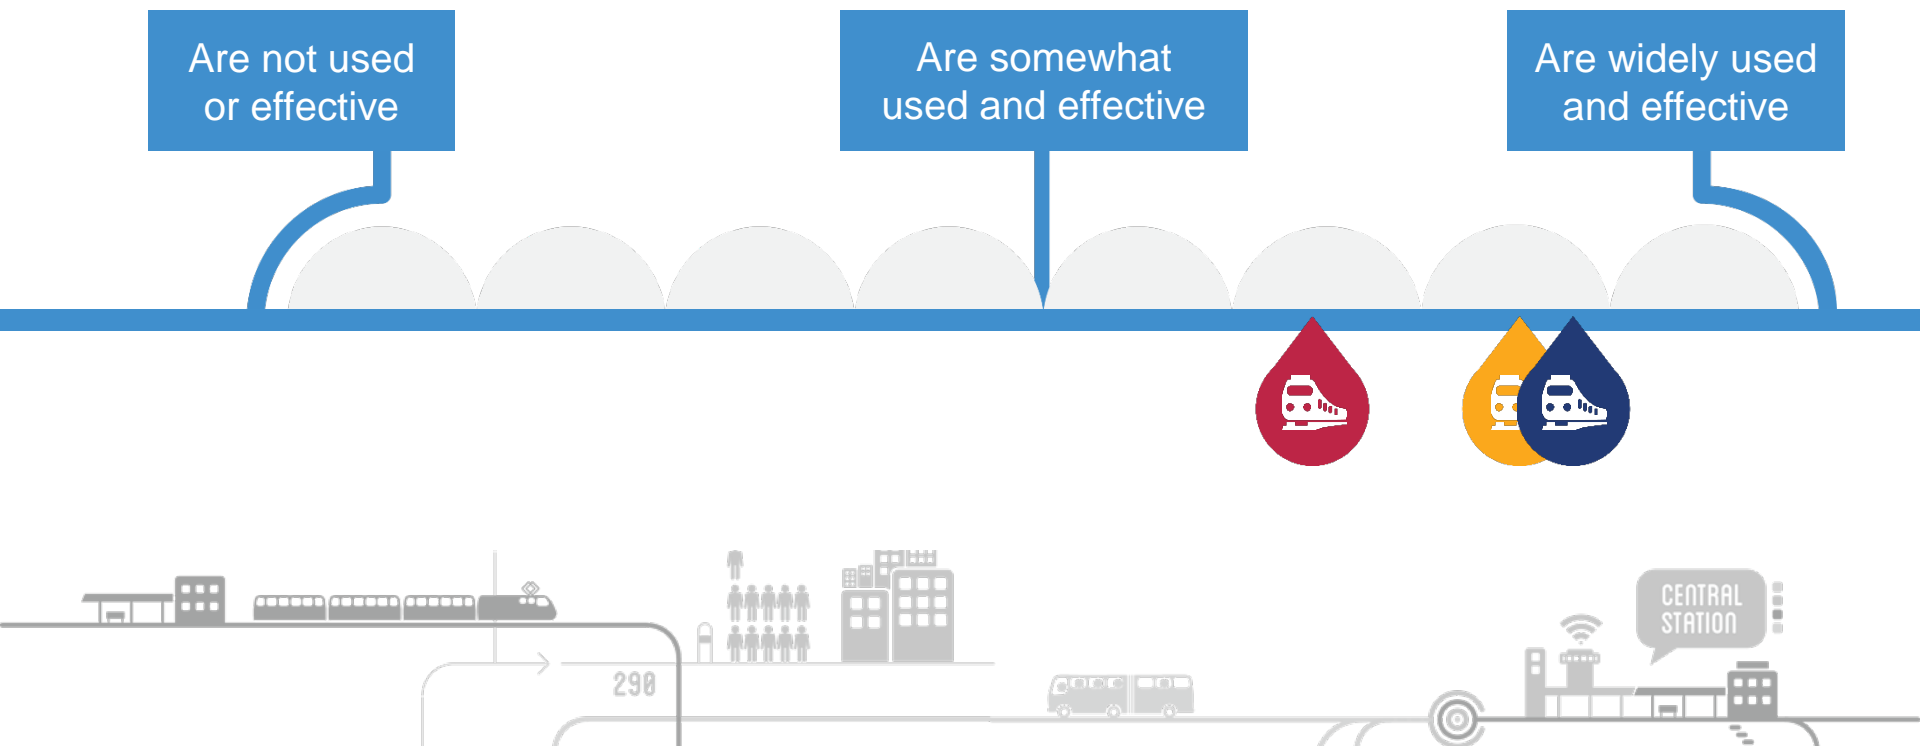 Are not used
or effective
Are somewhat
used and effective
Are widely used
and effective
CENTRAL
STATION
290